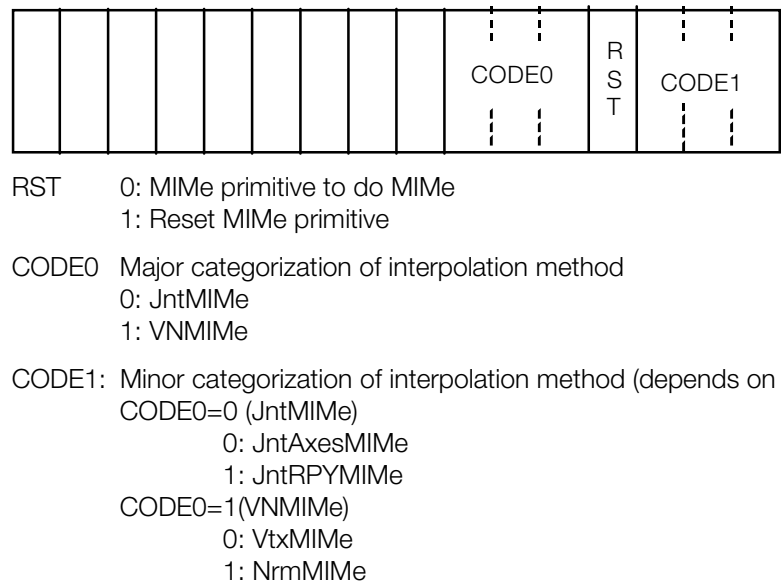 CODE0 RST CODE1
RST 0: MIMe primitive to do MIMe
1: Reset MIMe primitive
CODE0 Major categorization of interpolation method
0: JntMIMe
1: VNMIMe
CODE1: Minor categorization of interpolation method (depends on
CODE0=0 (JntMIMe)
0: JntAxesMIMe
1: JntRPYMIMe
CODE0=1(VNMIMe)
0: VtxMIMe
1: NrmMIMe